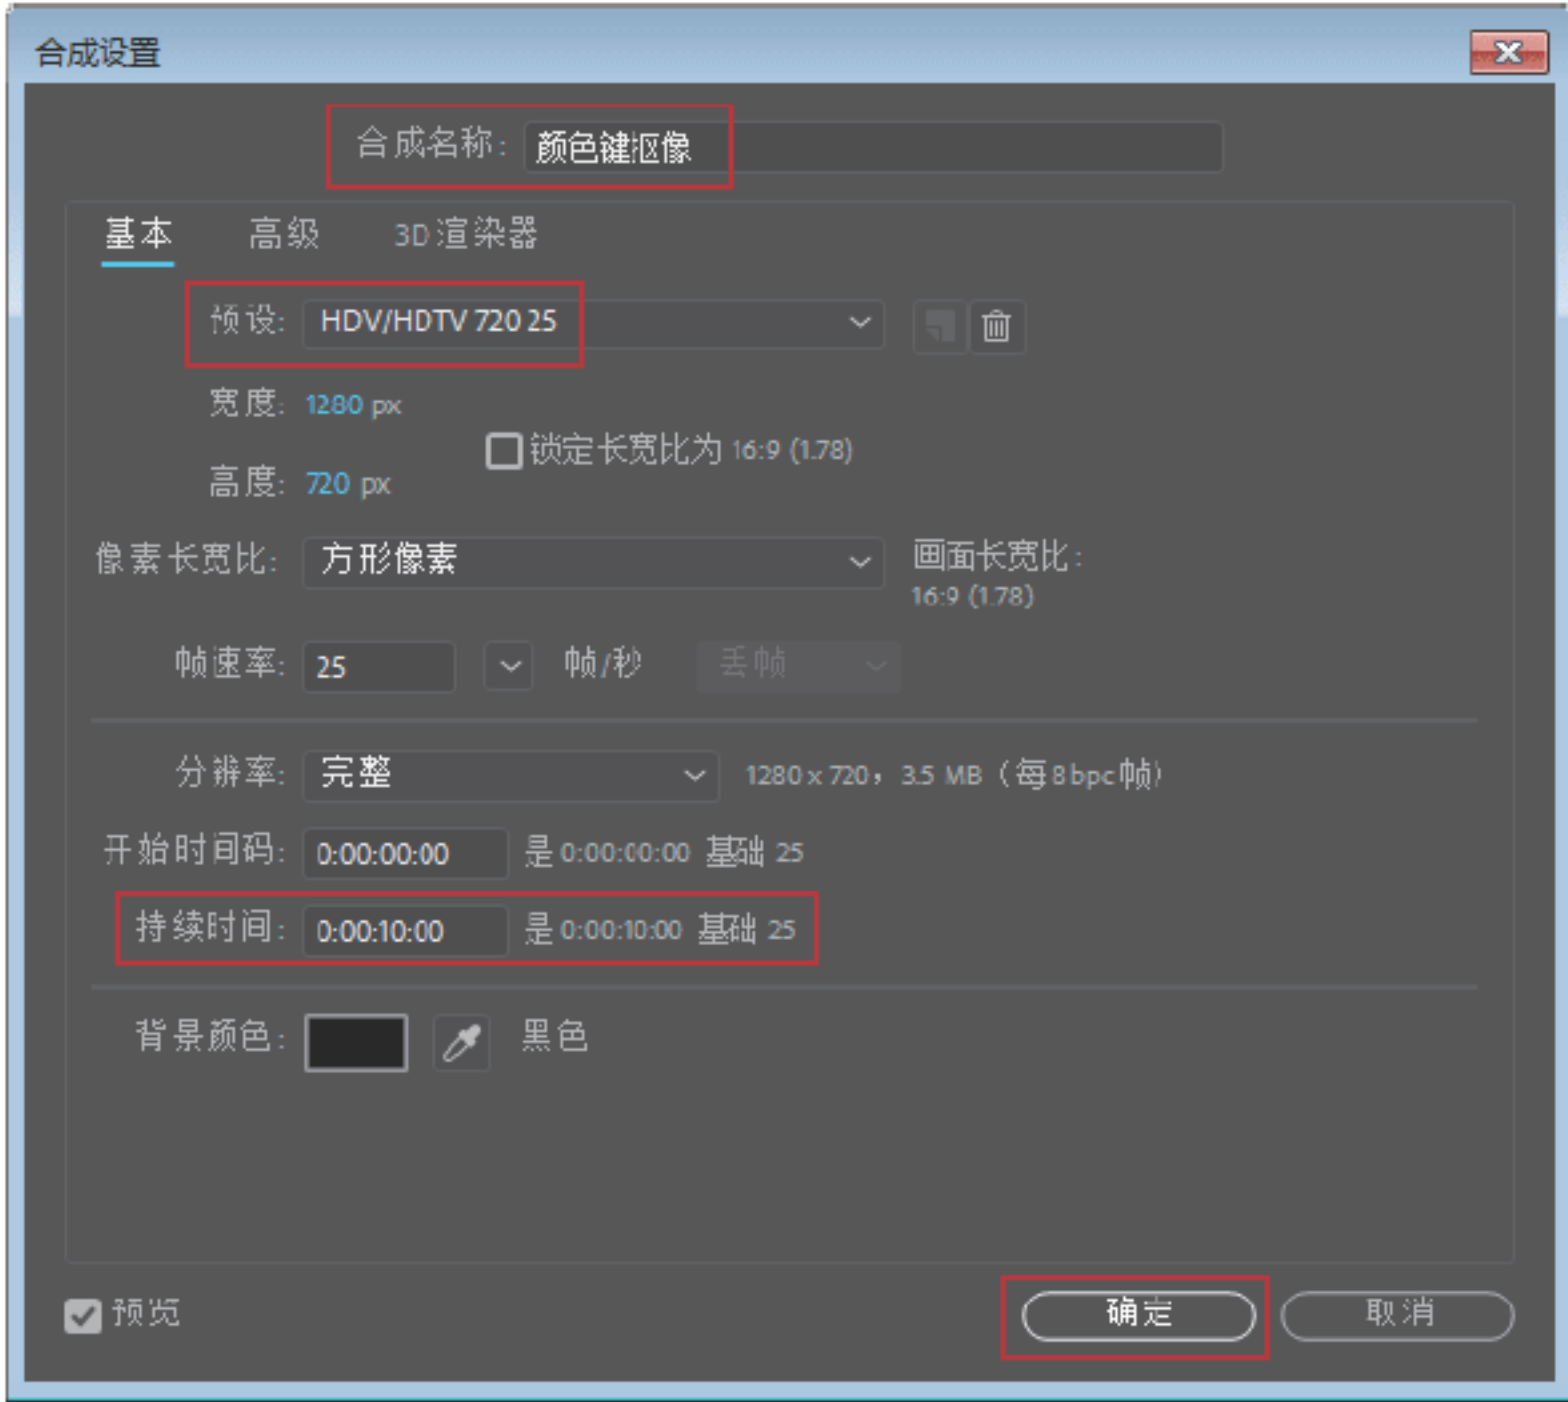 合成设置
合成名称: 颜色键抠像
基本 高级 3D 渲染器
预设: HDV/HDTV 720 25
宽度: 1280 px
锁定长宽比为 16:9 (1.78)
高度: 720 px
像素长宽比: 方形像素 画面长宽比:
16:9 (1.78)
帧速率: 25 帧/秒 丢帧
分辨率: 完整 1280 x 720，3.5 MB（每 8 bpc 帧）
开始时间码: 0:00:00:00 是 0:00:00:00 基础 25
持续时间: 0:00:10:00 是 0:00:10:00 基础 25
背景颜色: 黑色
预览 确定 取消